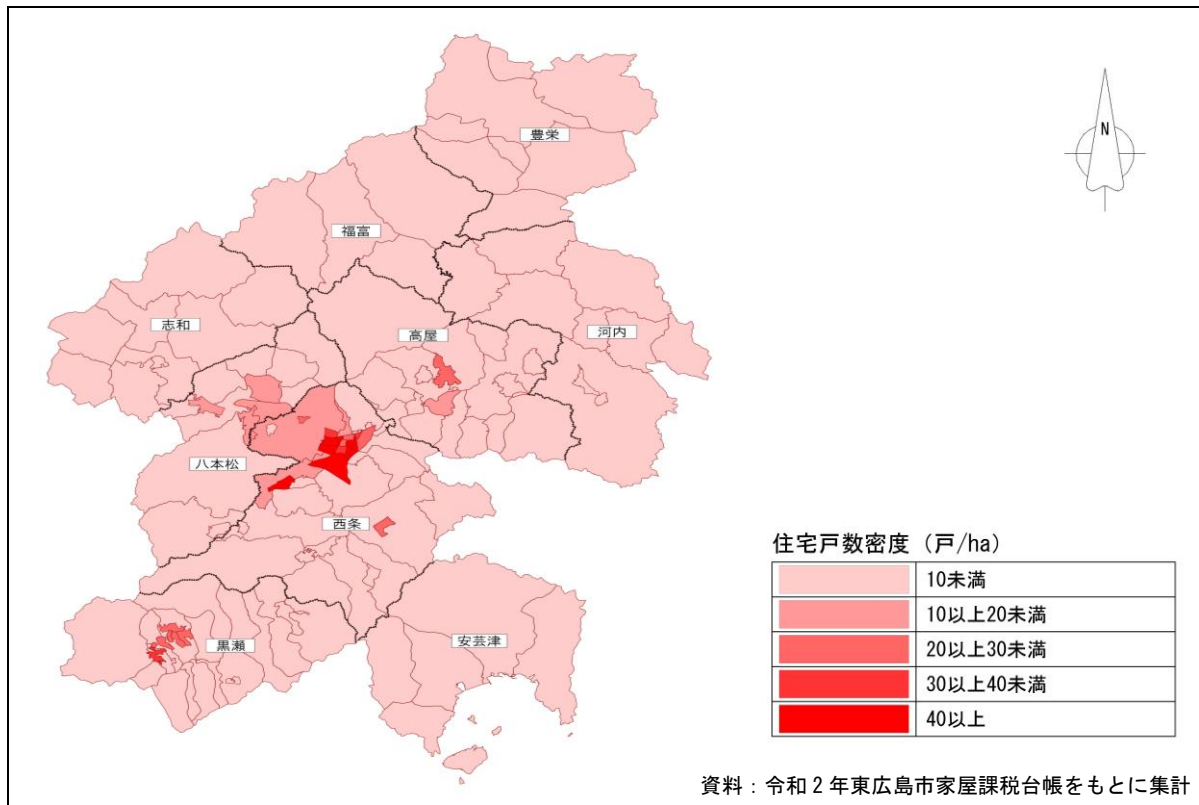 N
豊栄
福富
志和
高屋
河内
八本松
西条
黒瀬
安芸津
住宅戸数密度（戸/ha）
10未満
10以上20未満
20以上30未満
30以上40未満
40以上
資料：令和２年東広島市家屋課税台帳をもとに集計